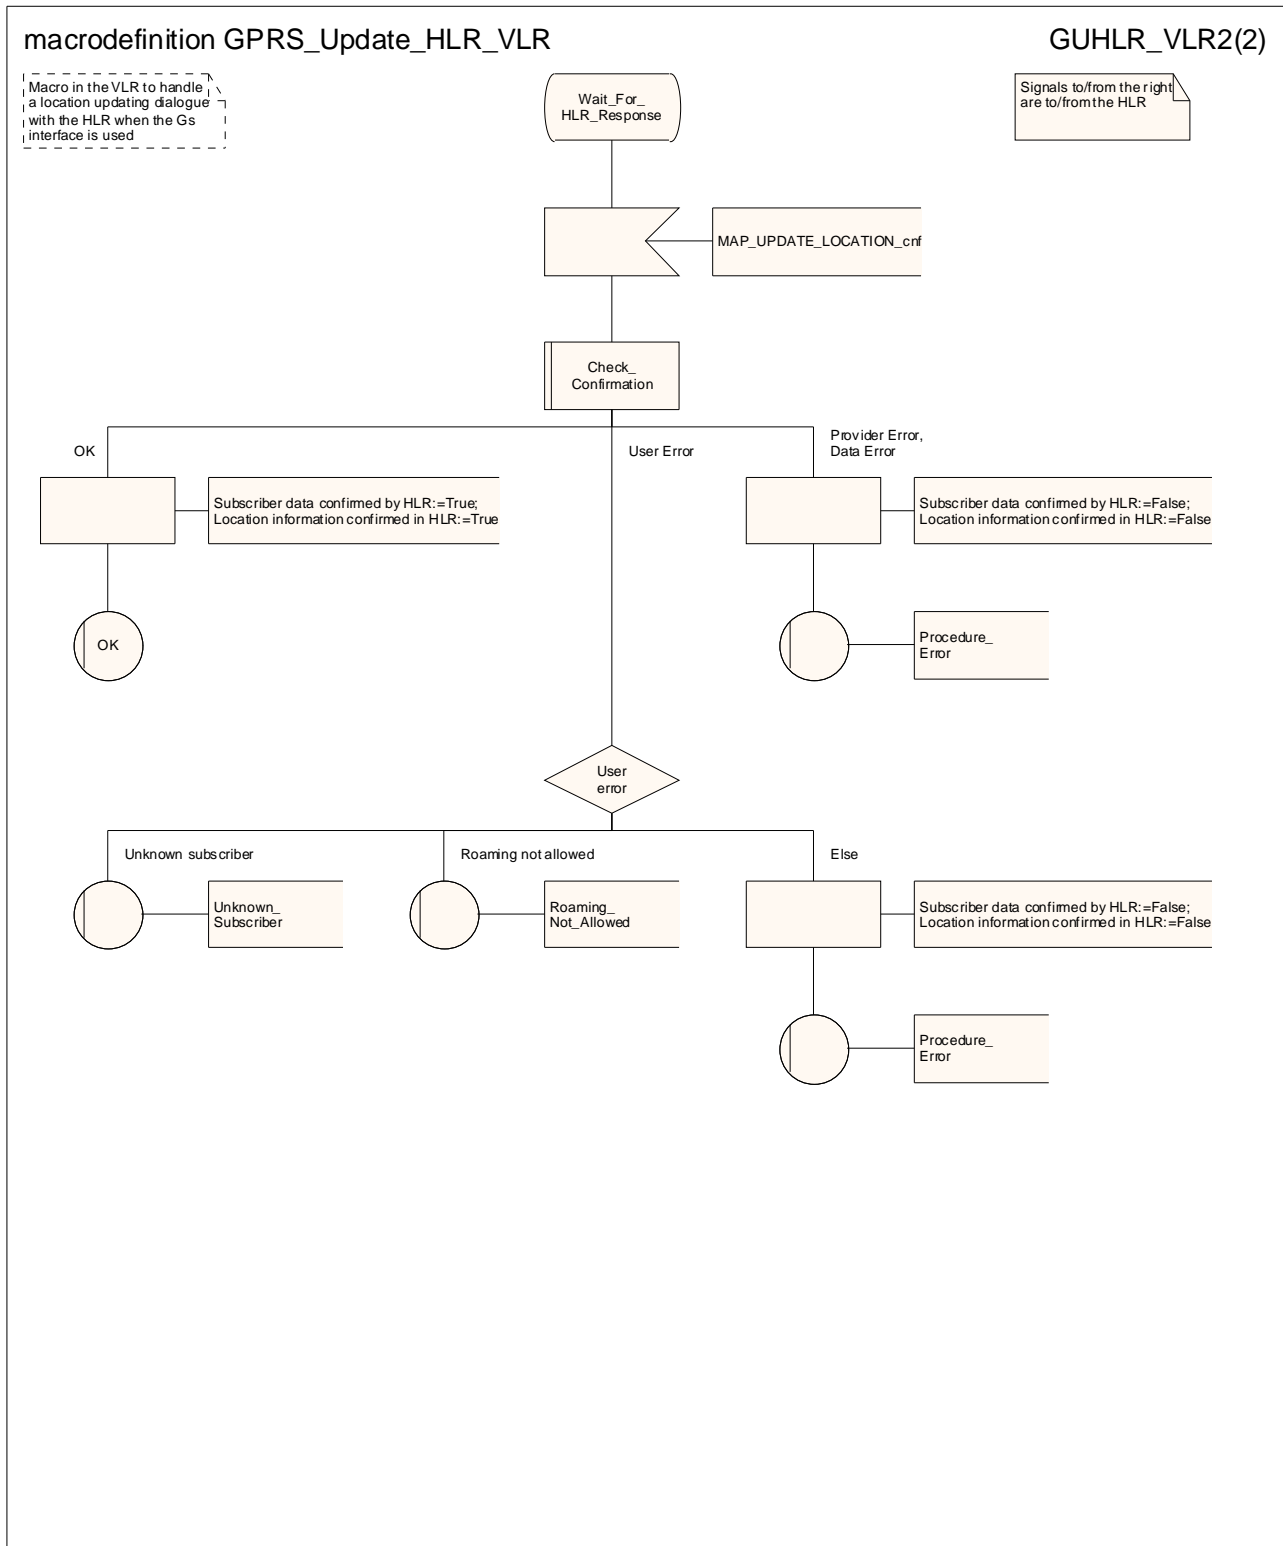 macrodefinition GPRS_Update_HLR_VLR
GUHLR_VLR2(2)
Macro in the VLR to handle
a location updating dialogue
with the HLR when the Gs
interface is used
Wait_For_
HLR_Response
Signals to/from the right
are to/from the HLR
MAP_UPDATE_LOCATION_cnf
Check_
Confirmation
OK
User Error
Provider Error,
Data Error
Subscriber data confirmed by HLR:=True;
Location information confirmed in HLR:=True
Subscriber data confirmed by HLR:=False;
Location information confirmed in HLR:=False
OK
Procedure_
Error
User
error
Unknown subscriber
Roaming not allowed
Else
Unknown_
Subscriber
Roaming_
Not_Allowed
Subscriber data confirmed by HLR:=False;
Location information confirmed in HLR:=False
Procedure_
Error